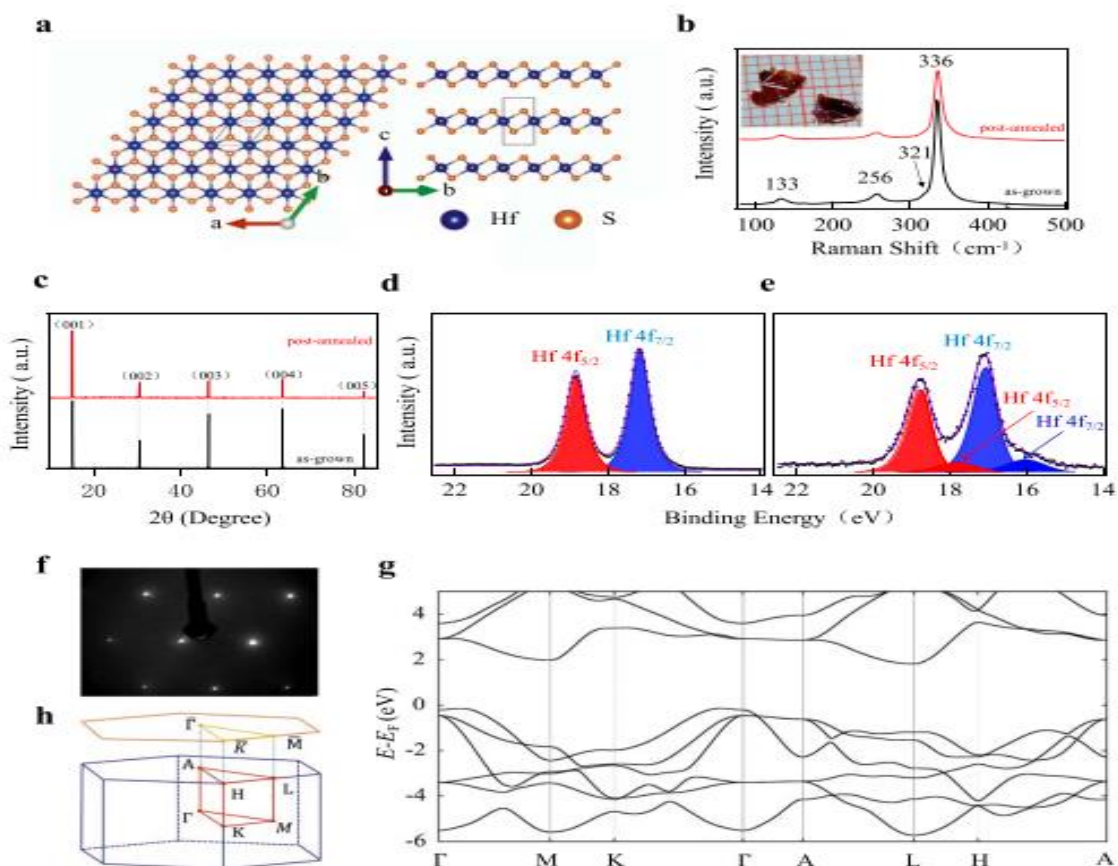 a
c
b
b
a
Hf
S
b
Intensity ( a.u.)
336
post-annealed
321
133
256
as-grown
100
200
300
400
500
Raman Shift （cm-1）
c
Intensity ( a.u.)
（001）
post-annealed
（002）
（003）
（004）
（005）
as-grown
20
40
60
80
2θ (Degree)
d
Intensity ( a.u.)
Hf 4f7/2
Hf 4f5/2
22
20
18
16
14
e
Hf 4f5/2
Hf 4f7/2
Hf 4f5/2
Hf 4f7/2
22
20
18
16
14
Binding Energy （eV）
f
g
E-EF (eV)
4
2
0
-2
-4
-6
Γ
M
K
Γ
A
L
H
A
h
Γ̄
K̄
M̄
A
H
L
Γ
K
M